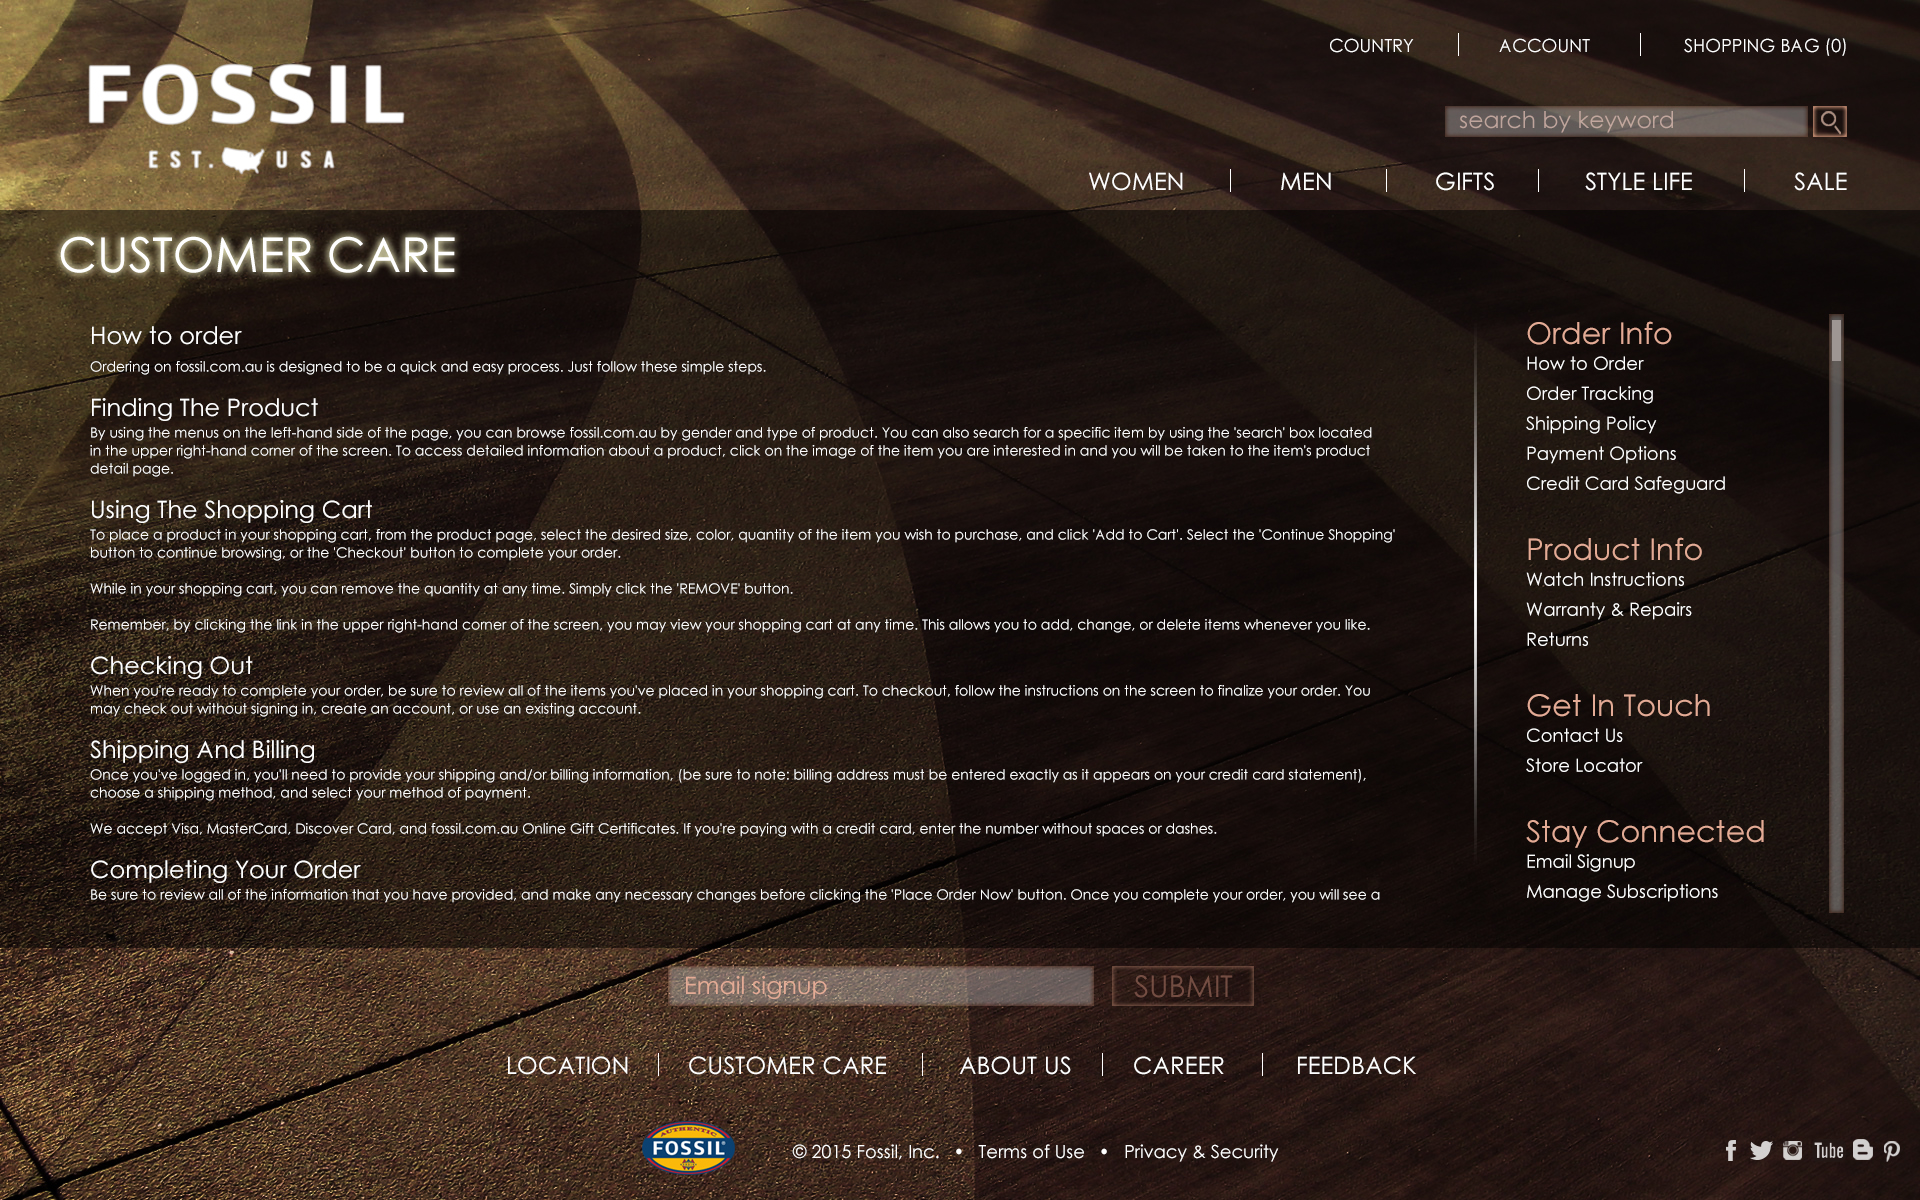 COUNTRY
ACCOUNT
SHOPPING BAG (0)
FOSSIL
EST. USA
search by keyword
WOMEN
MEN
GIFTS
STYLE LIFE
SALE
CUSTOMER CARE
How to order
Ordering on fossil.com.au is designed to be a quick and easy process. Just follow these simple steps.
Finding The Product
By using the menus on the left-hand side of the page, you can browse fossil.com.au by gender and type of product. You can also search for a specific item by using the 'search' box located
in the upper right-hand corner of the screen. To access detailed information about a product, click on the image of the item you are interested in and you will be taken to the item's product
detail page.
Using The Shopping Cart
To place a product in your shopping cart, from the product page, select the desired size, color, quantity of the item you wish to purchase, and click 'Add to Cart'. Select the 'Continue Shopping'
button to continue browsing, or the 'Checkout' button to complete your order.
While in your shopping cart, you can remove the quantity at any time. Simply click the 'REMOVE' button.
Remember, by clicking the link in the upper right-hand corner of the screen, you may view your shopping cart at any time. This allows you to add, change, or delete items whenever you like.
Checking Out
When you're ready to complete your order, be sure to review all of the items you've placed in your shopping cart. To checkout, follow the instructions on the screen to finalize your order. You
may check out without signing in, create an account, or use an existing account.
Shipping And Billing
Once you've logged in, you'll need to provide your shipping and/or billing information, (be sure to note: billing address must be entered exactly as it appears on your credit card statement),
choose a shipping method, and select your method of payment.
We accept Visa, MasterCard, Discover Card, and fossil.com.au Online Gift Certificates. If you're paying with a credit card, enter the number without spaces or dashes.
Completing Your Order
Be sure to review all of the information that you have provided, and make any necessary changes before clicking the 'Place Order Now' button. Once you complete your order, you will see a
Order Info
How to Order
Order Tracking
Shipping Policy
Payment Options
Credit Card Safeguard
Product Info
Watch Instructions
Warranty & Repairs
Returns
Get In Touch
Contact Us
Store Locator
Stay Connected
Email Signup
Manage Subscriptions
Email signup
SUBMIT
LOCATION
CUSTOMER CARE
ABOUT US
CAREER
FEEDBACK
AUTHENTIC
FOSSIL
© 2015 Fossil, Inc. • Terms of Use • Privacy & Security
Tube